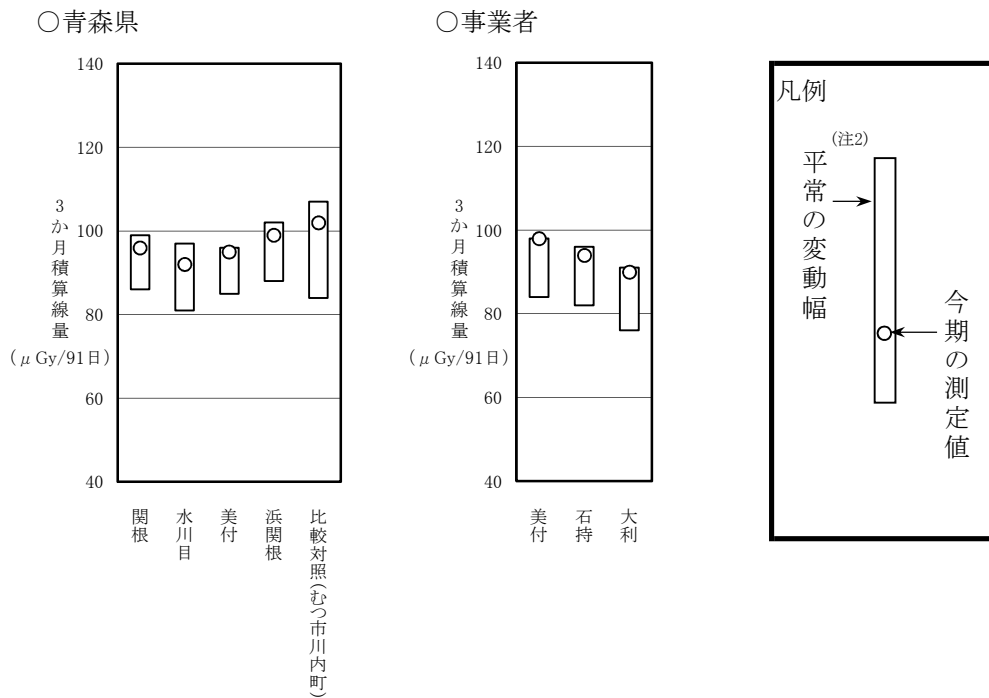 ○青森県
140
120
100
80
60
40
3か月積算線量
(μGy/91日)
関根
水川目
美付
浜関根
比較対照(むつ市川内町)
○事業者
140
120
100
80
60
40
3か月積算線量
(μGy/91日)
美付
石持
大利
凡例
(注2)
平常の変動幅
今期の測定値